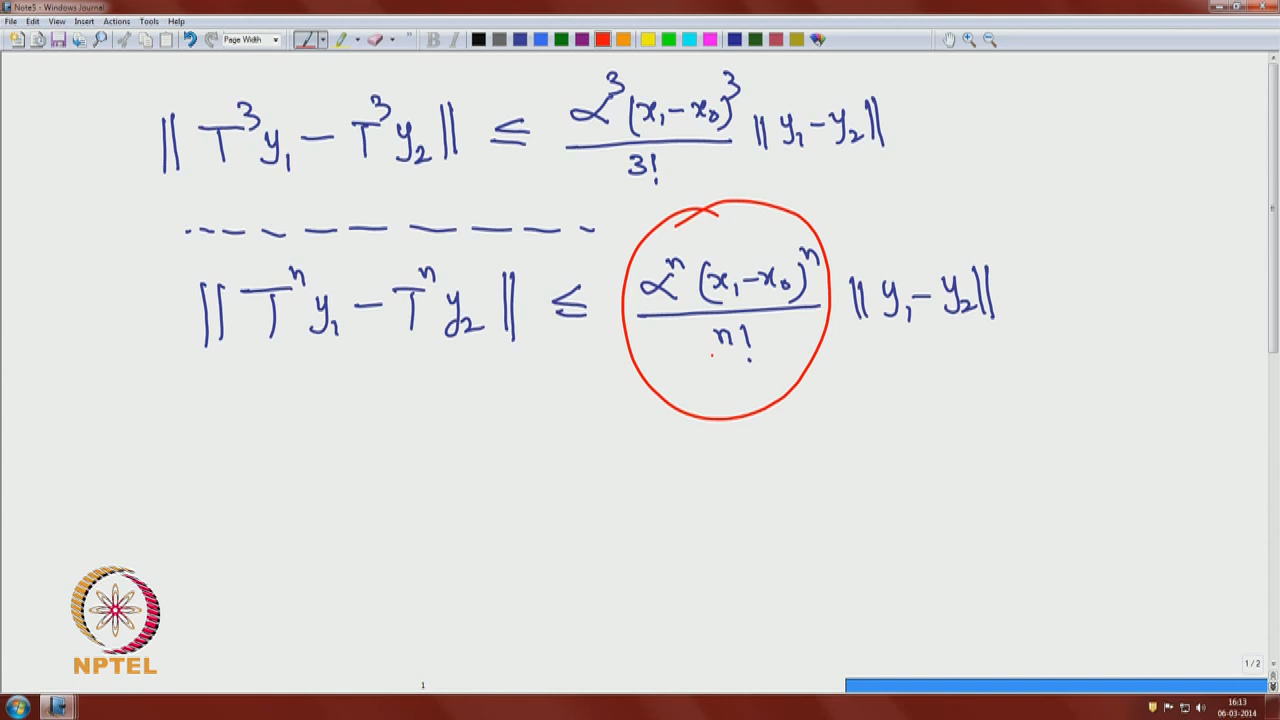 Note5 - Windows Journal
File Edit View Insert Actions Tools Help
Page Width
‖ T³y₁ − T³y₂ ‖ ≤ α³(x₁−x₀)³ / 3! ‖y₁−y₂‖
‖ Tⁿy₁ − Tⁿy₂ ‖ ≤ αⁿ(x₁−x₀)ⁿ / n! ‖y₁−y₂‖
NPTEL
1/2
1
16:13
06-03-2014